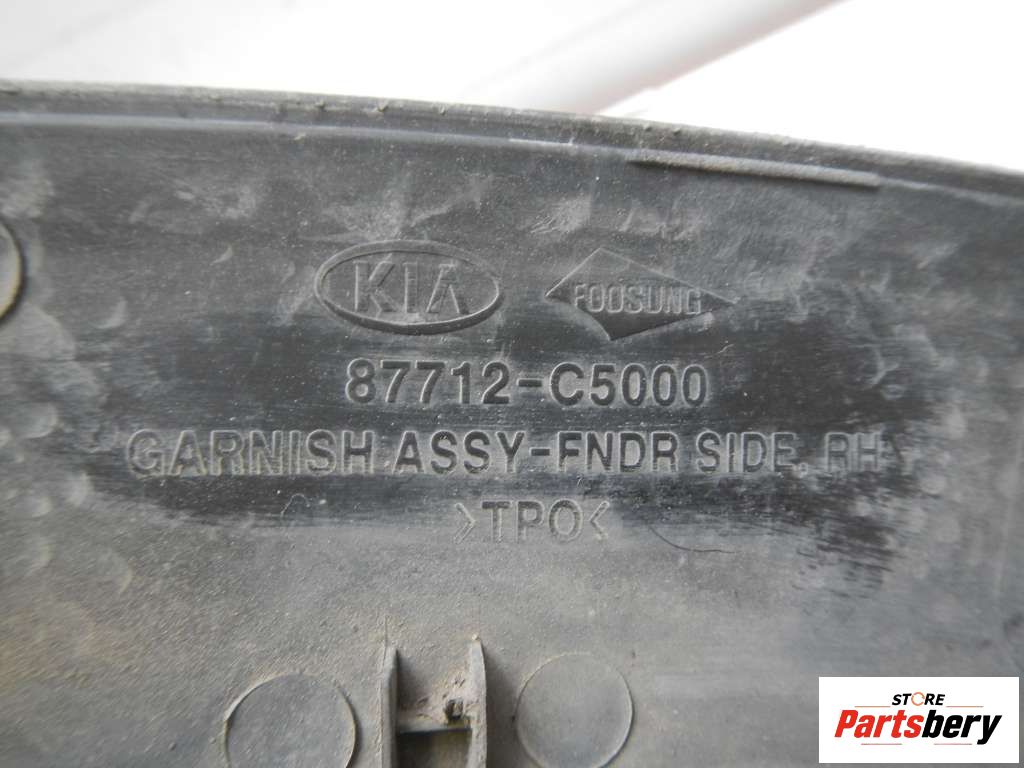 KIA FOOSUNG
87712-C5000
GARNISH ASSY-FNDR SIDE, RH
>TPO<
STORE
Partsbery